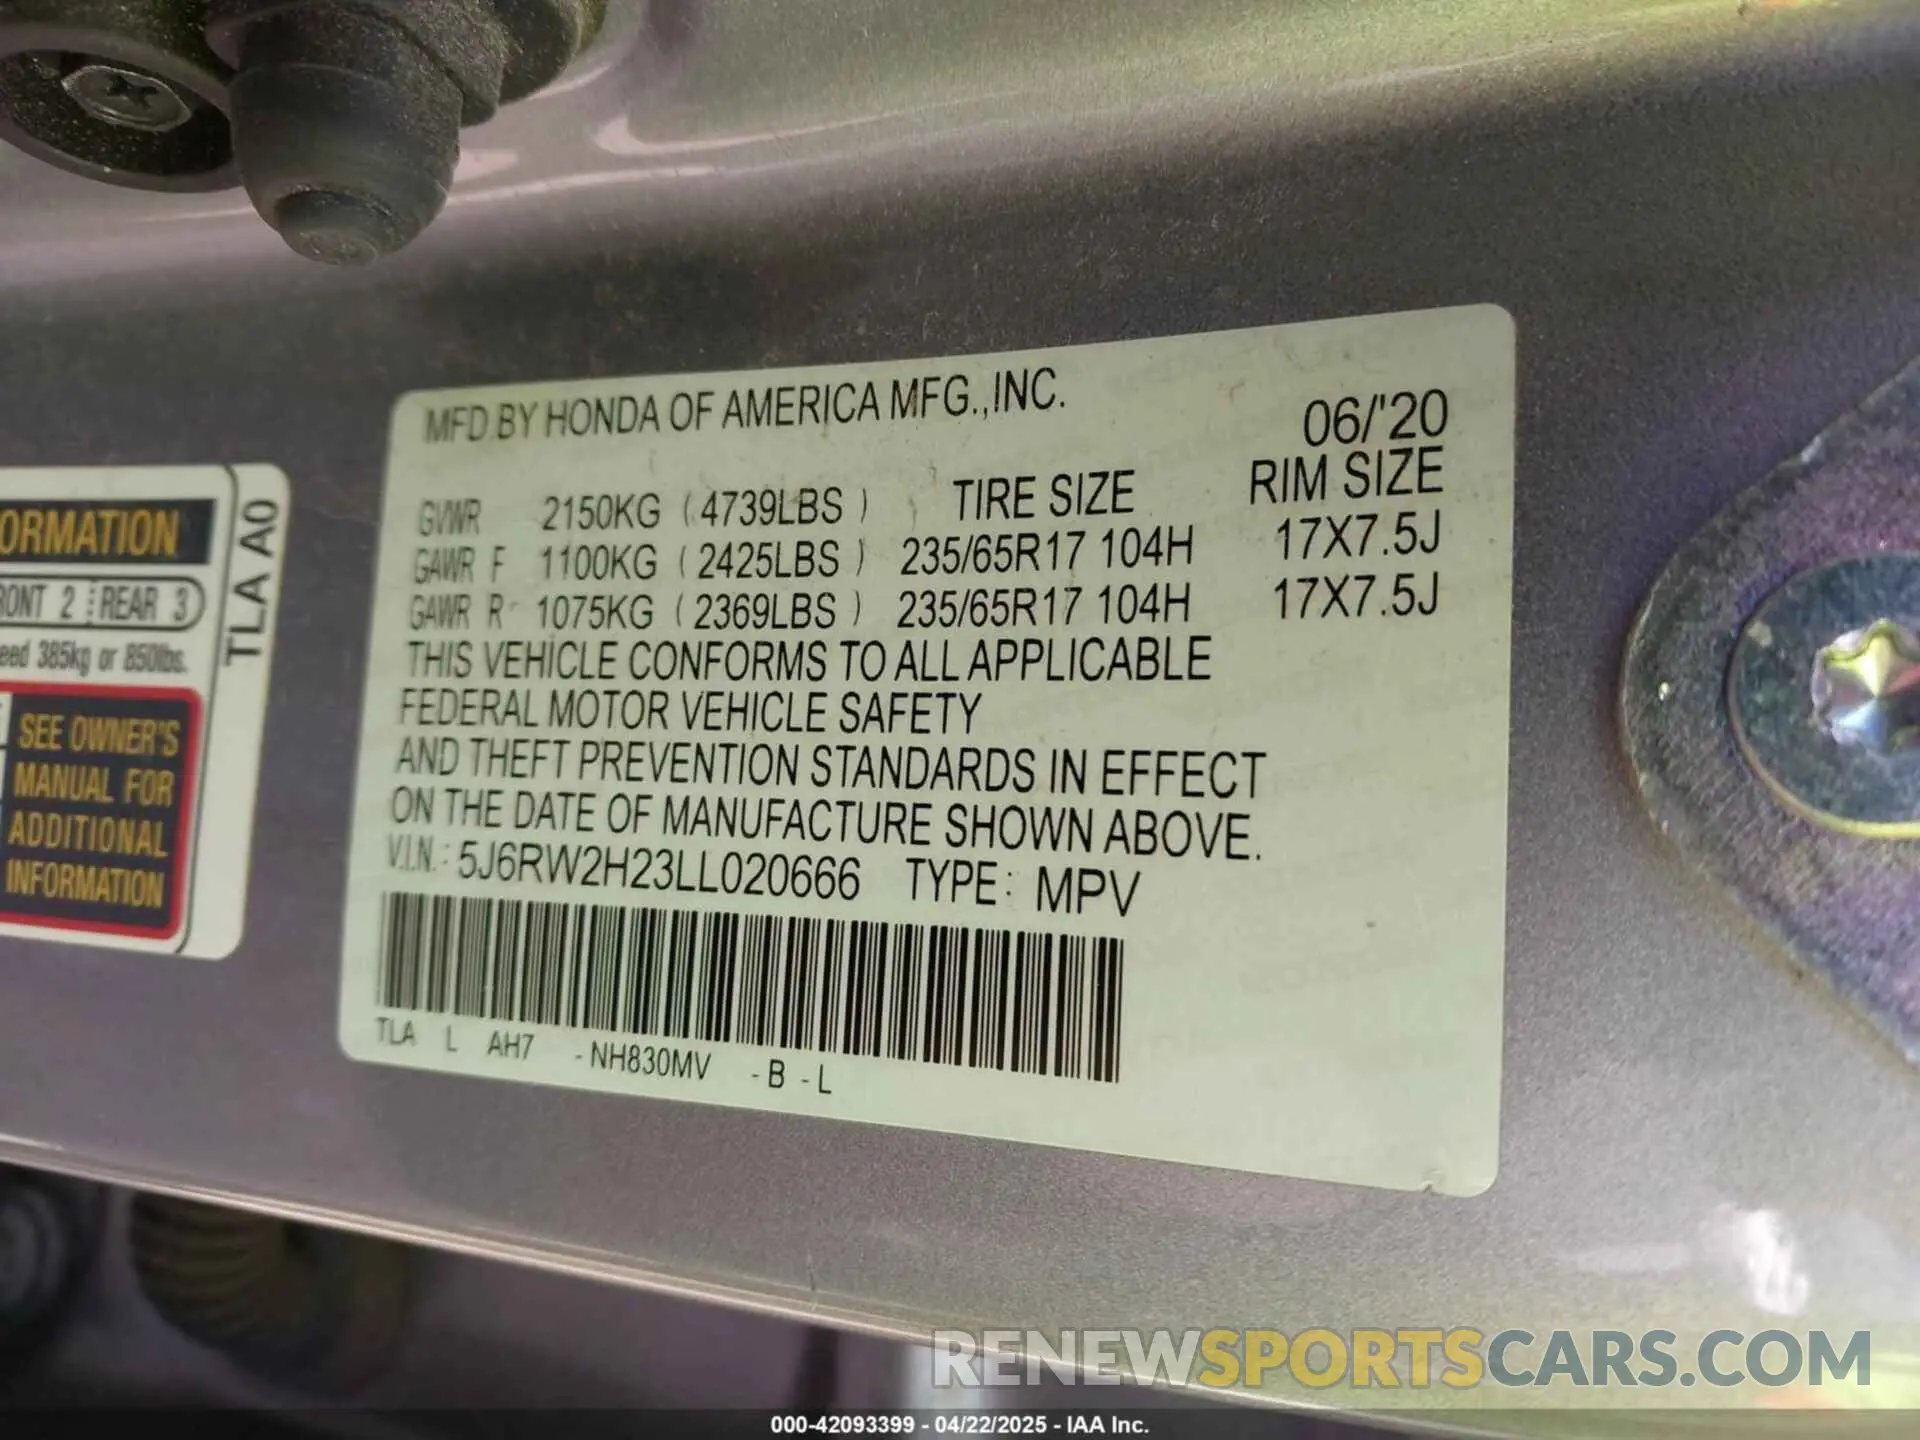 ORMATION
RONT 2 REAR 3
eed 385kg or 850lbs.
SEE OWNER'S
MANUAL FOR
ADDITIONAL
INFORMATION
TLA A0
MFD.BY HONDA OF AMERICA MFG.,INC.
06/'20
GVWR 2150KG ( 4739LBS ) TIRE SIZE RIM SIZE
GAWR F 1100KG ( 2425LBS ) 235/65R17 104H 17X7.5J
GAWR R 1075KG ( 2369LBS ) 235/65R17 104H 17X7.5J
THIS VEHICLE CONFORMS TO ALL APPLICABLE
FEDERAL MOTOR VEHICLE SAFETY
AND THEFT PREVENTION STANDARDS IN EFFECT
ON THE DATE OF MANUFACTURE SHOWN ABOVE.
V.I.N.: 5J6RW2H23LL020666 TYPE: MPV
TLA L AH7 -NH830MV -B -L
RENEWSPORTSCARS.COM
000-42093399 - 04/22/2025 - IAA Inc.